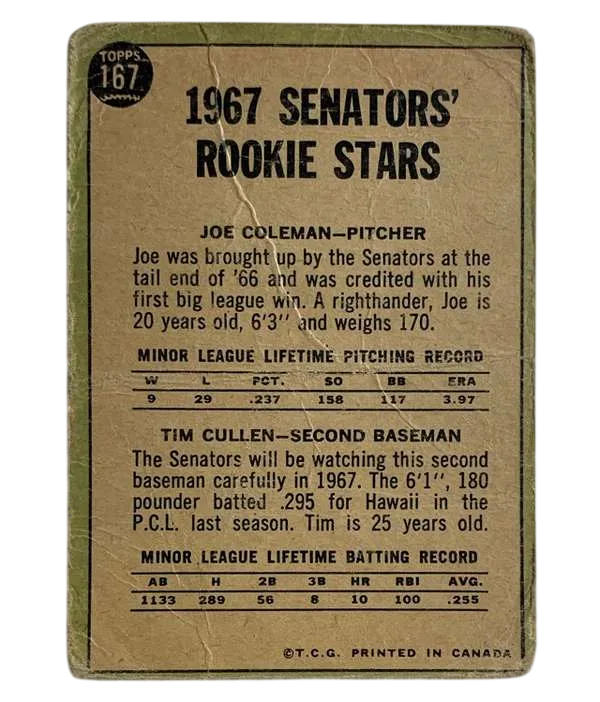 TOPPS
167
1967 SENATORS'
ROOKIE STARS
JOE COLEMAN—PITCHER
Joe was brought up by the Senators at the
tail end of '66 and was credited with his
first big league win. A righthander, Joe is
20 years old, 6'3'' and weighs 170.
MINOR LEAGUE LIFETIME PITCHING RECORD
W L PCT. SO BB ERA
9 29 .237 158 117 3.97
TIM CULLEN—SECOND BASEMAN
The Senators will be watching this second
baseman carefully in 1967. The 6'1'', 180
pounder batted .295 for Hawaii in the
P.C.L. last season. Tim is 25 years old.
MINOR LEAGUE LIFETIME BATTING RECORD
AB H 2B 3B HR RBI AVG.
1133 289 56 8 10 100 .255
©T.C.G. PRINTED IN CANADA